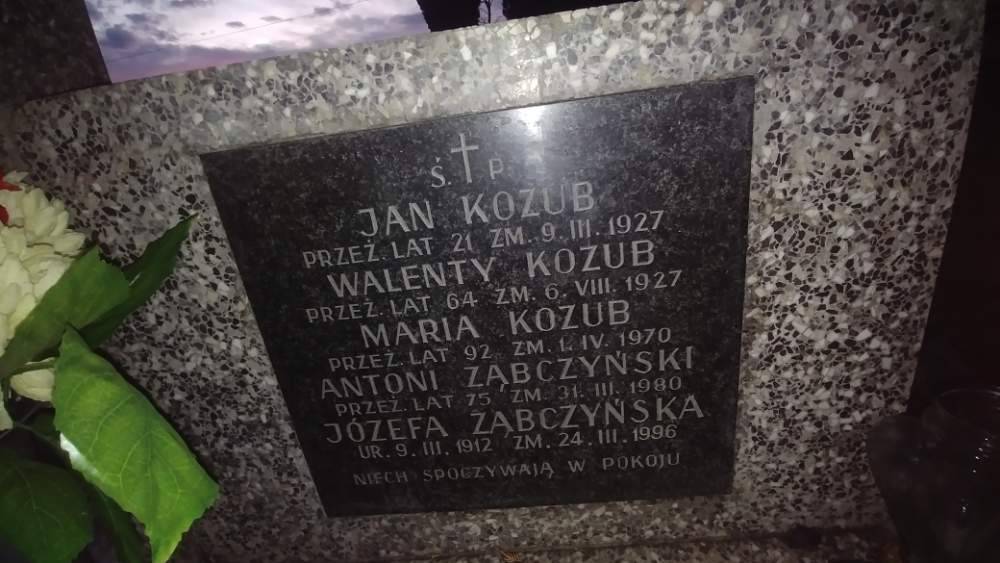 Ś. P
JAN KOZUB
PRZEŻ. LAT 21 ZM. 9. III. 1927
WALENTY KOZUB
PRZEŻ. LAT 64 ZM. 6. VIII. 1927
MARIA KOZUB
PRZEŻ. LAT 92 ZM. 1. IV. 1970
ANTONI ŻĄBCZYŃSKI
PRZEŻ. LAT 75 ZM. 31. III. 1980
JÓZEFA ŻĄBCZYŃSKA
UR. 9. III. 1912 ZM. 24. III. 1996
NIECH SPOCZYWAJĄ W POKOJU